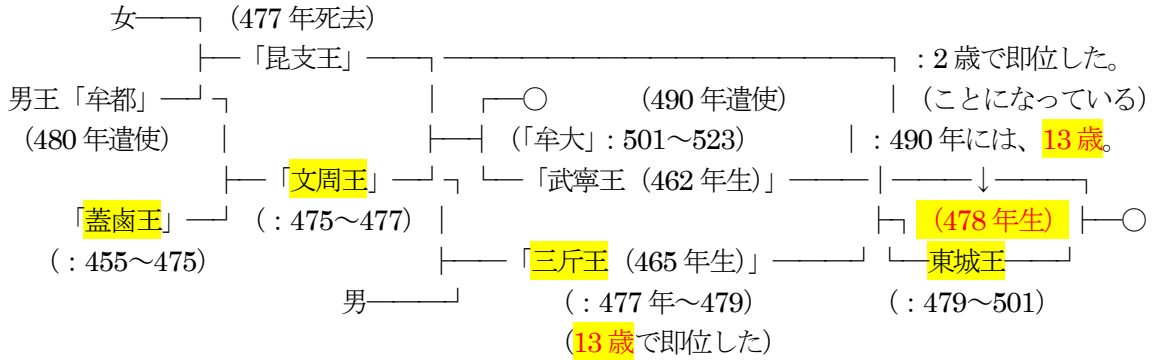 女───┐ (477 年死去)
├─「昆支王」──┐────────────────┐ :2 歳で即位した。
男王「牟都」─┘┐ │ ┌─○ (490 年遣使) │ (ことになっている)
(480 年遣使) │ ├─┤(「牟大」:501~523) │:490 年には、13 歳。
├─「文周王」─┘┐ └─「武寧王(462 年生)」───│────↓────┐
「蓋鹵王」─┘ (:475~477) │ ├┐ (478 年生) ├─○
(:455~475) ├──「三斤王(465 年生)」────┘ └─東城王──┘
男───┘ (:477 年~479) (:479~501)
(13 歳で即位した)